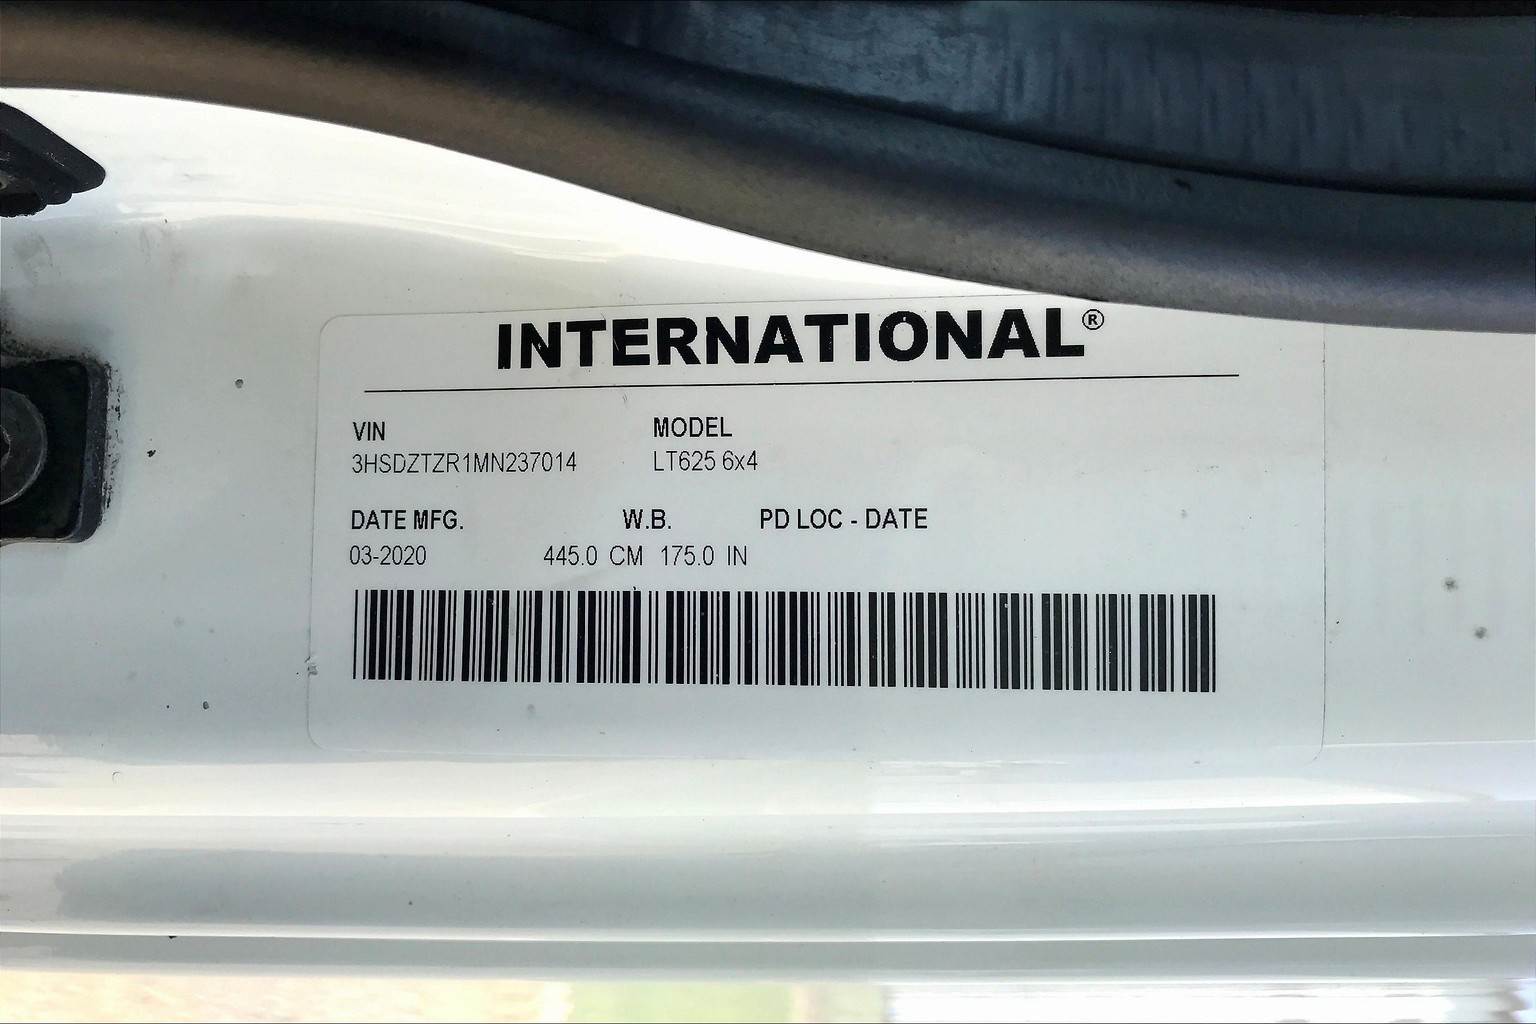 INTERNATIONAL®
VIN MODEL
3HSDZTZR1MN237014 LT625 6x4
DATE MFG. W.B. PD LOC - DATE
03-2020 445.0 CM 175.0 IN